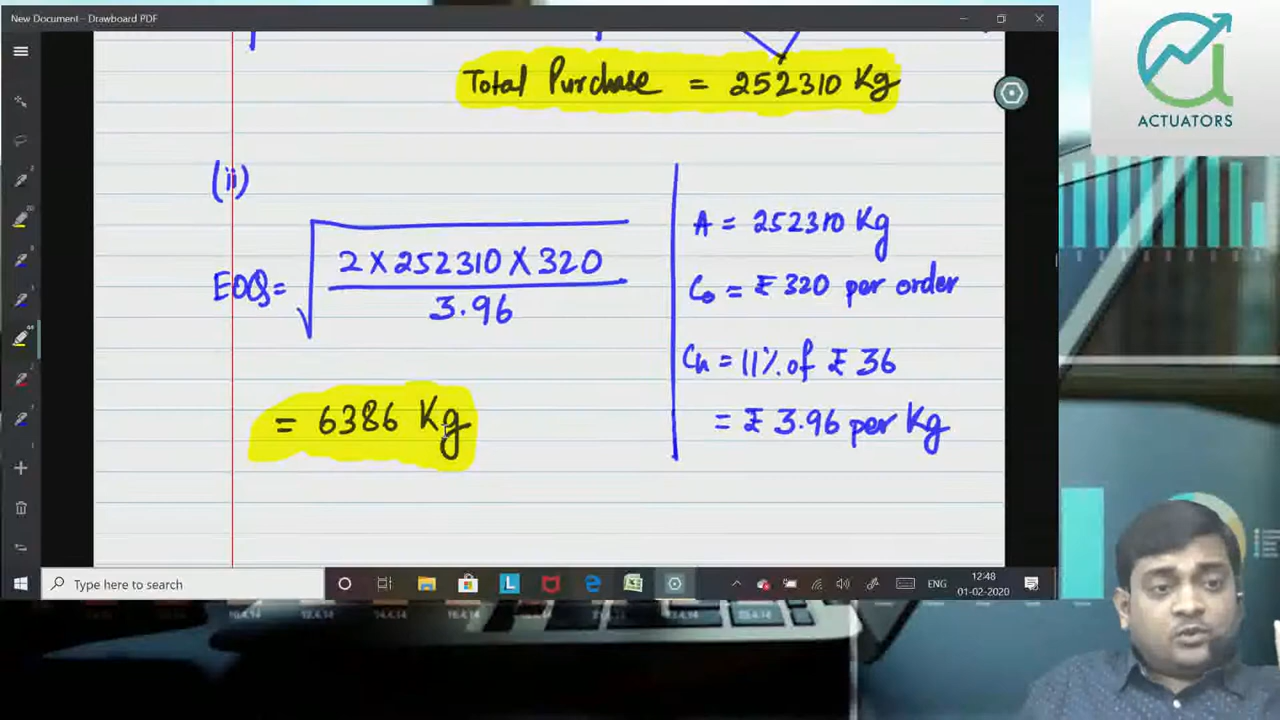 New Document - Drawboard PDF
ACTUATORS
Total Purchase = 252310 Kg
(ii)
EOQ = √(2 X 252310 X 320 / 3.96)
= 6386 Kg
A = 252310 Kg
Co = ₹ 320 per order
Ch = 11% of ₹ 36
= ₹ 3.96 per Kg
Type here to search
L
ENG
12:48
01-02-2020